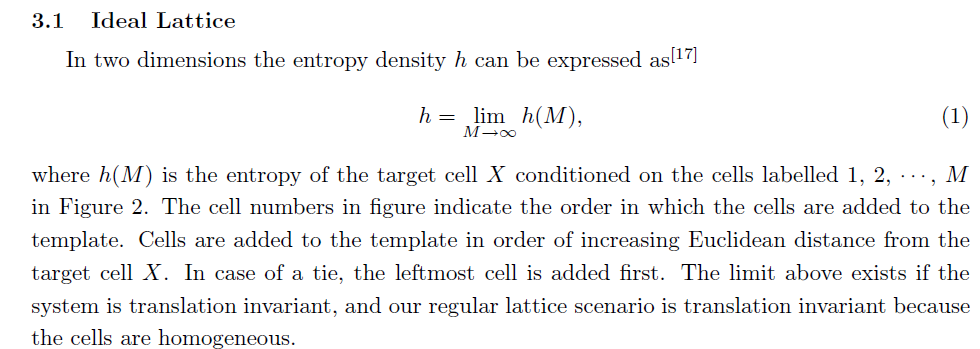 3.1 Ideal Lattice
In two dimensions the entropy density h can be expressed as[17]
h = lim h(M), (1)
M→∞
where h(M) is the entropy of the target cell X conditioned on the cells labelled 1, 2, ···, M
in Figure 2. The cell numbers in figure indicate the order in which the cells are added to the
template. Cells are added to the template in order of increasing Euclidean distance from the
target cell X. In case of a tie, the leftmost cell is added first. The limit above exists if the
system is translation invariant, and our regular lattice scenario is translation invariant because
the cells are homogeneous.